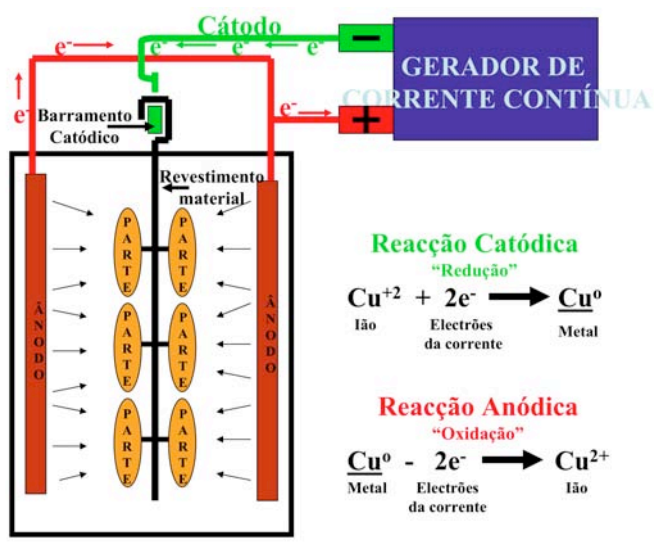 Cátodo
e- e- e- e- e-
−
GERADOR DE
CORRENTE CONTÍNUA
e-
e-
+
Barramento
Catódico
Revestimento
material
ÂNODO
PARTE
PARTE
PARTE
PARTE
PARTE
PARTE
ÂNODO
Reacção Catódica
“Redução”
Cu+2 + 2e- Cuo
Ião Electrões Metal
da corrente
Reacção Anódica
“Oxidação”
Cuo - 2e- Cu2+
Metal Electrões Ião
da corrente